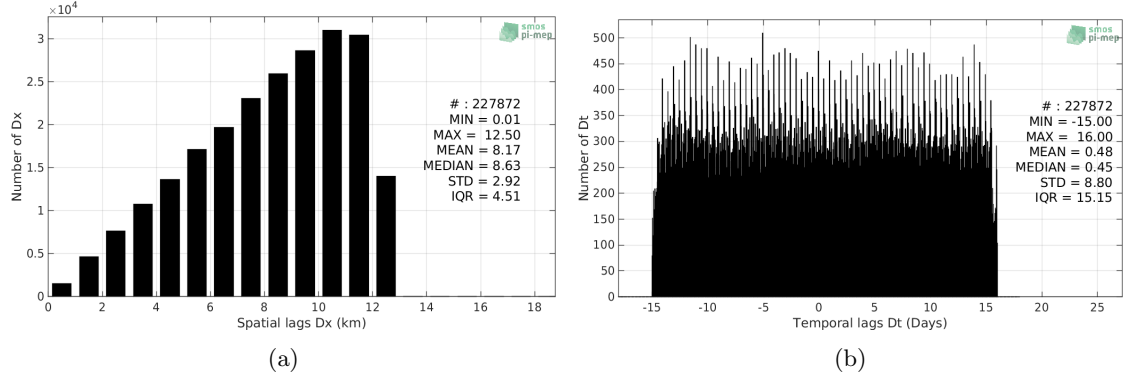 ×10⁴
smos
pi-mep
3
2.5
2
1.5
1
0.5
0
Number of Dx
# : 227872
MIN = 0.01
MAX = 12.50
MEAN = 8.17
MEDIAN = 8.63
STD = 2.92
IQR = 4.51
0 2 4 6 8 10 12 14 16 18
Spatial lags Dx (km)
(a)
smos
pi-mep
500
450
400
350
300
250
200
150
100
50
0
Number of Dt
# : 227872
MIN = -15.00
MAX = 16.00
MEAN = 0.48
MEDIAN = 0.45
STD = 8.80
IQR = 15.15
-15 -10 -5 0 5 10 15 20 25
Temporal lags Dt (Days)
(b)